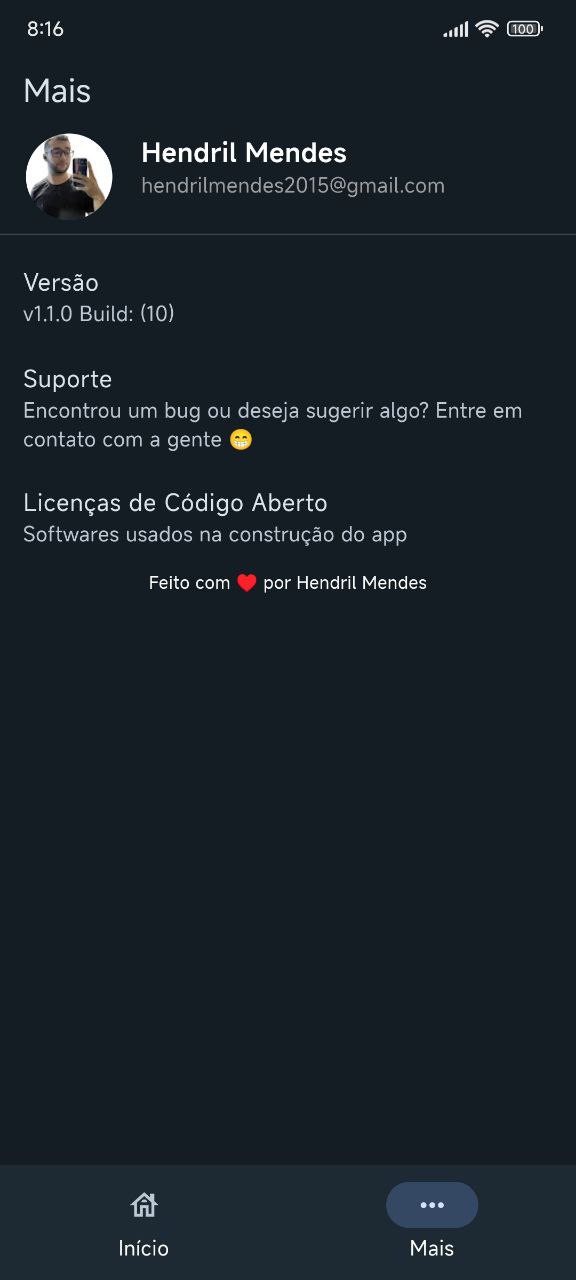 8:16
100
Mais
Hendril Mendes
hendrilmendes2015@gmail.com
Versão
v1.1.0 Build: (10)
Suporte
Encontrou um bug ou deseja sugerir algo? Entre em
contato com a gente 😁
Licenças de Código Aberto
Softwares usados na construção do app
Feito com ❤️ por Hendril Mendes
Início
Mais